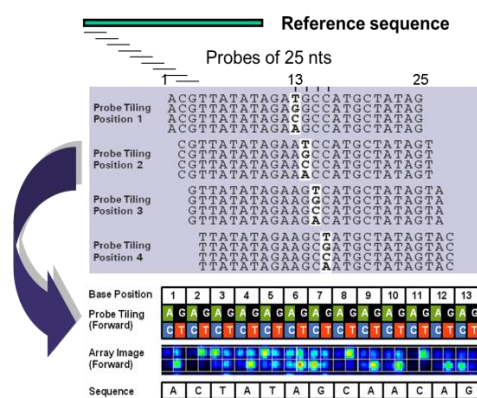 Reference sequence
Probes of 25 nts
1 13 25
Probe Tiling Position 1
ACGTTATATAGATGCCATGCTATAG
ACGTTATATAGAGGCCATGCTATAG
ACGTTATATAGACGCCATGCTATAG
ACGTTATATAGAAGCCATGCTATAG
Probe Tiling Position 2
CGTTATATAGAATCCATGCTATAGT
CGTTATATAGAAGCCATGCTATAGT
CGTTATATAGAACCCATGCTATAGT
CGTTATATAGAAACCATGCTATAGT
Probe Tiling Position 3
GTTATATAGAAGTCATGCTATAGTA
GTTATATAGAAGGCATGCTATAGTA
GTTATATAGAAGCCATGCTATAGTA
GTTATATAGAAGACATGCTATAGTA
Probe Tiling Position 4
TTATATAGAAGCTATGCTATAGTAC
TTATATAGAAGCGATGCTATAGTAC
TTATATAGAAGCCATGCTATAGTAC
TTATATAGAAGCAATGCTATAGTAC
Base Position 1 2 3 4 5 6 7 8 9 10 11 12 13
Probe Tiling (Forward)
A G A G A G A G A G A G A G A G A G A G A G A G A G
C T C T C T C T C T C T C T C T C T C T C T C T C T
Array Image (Forward)
Sequence A C T A T A G C A A C A G